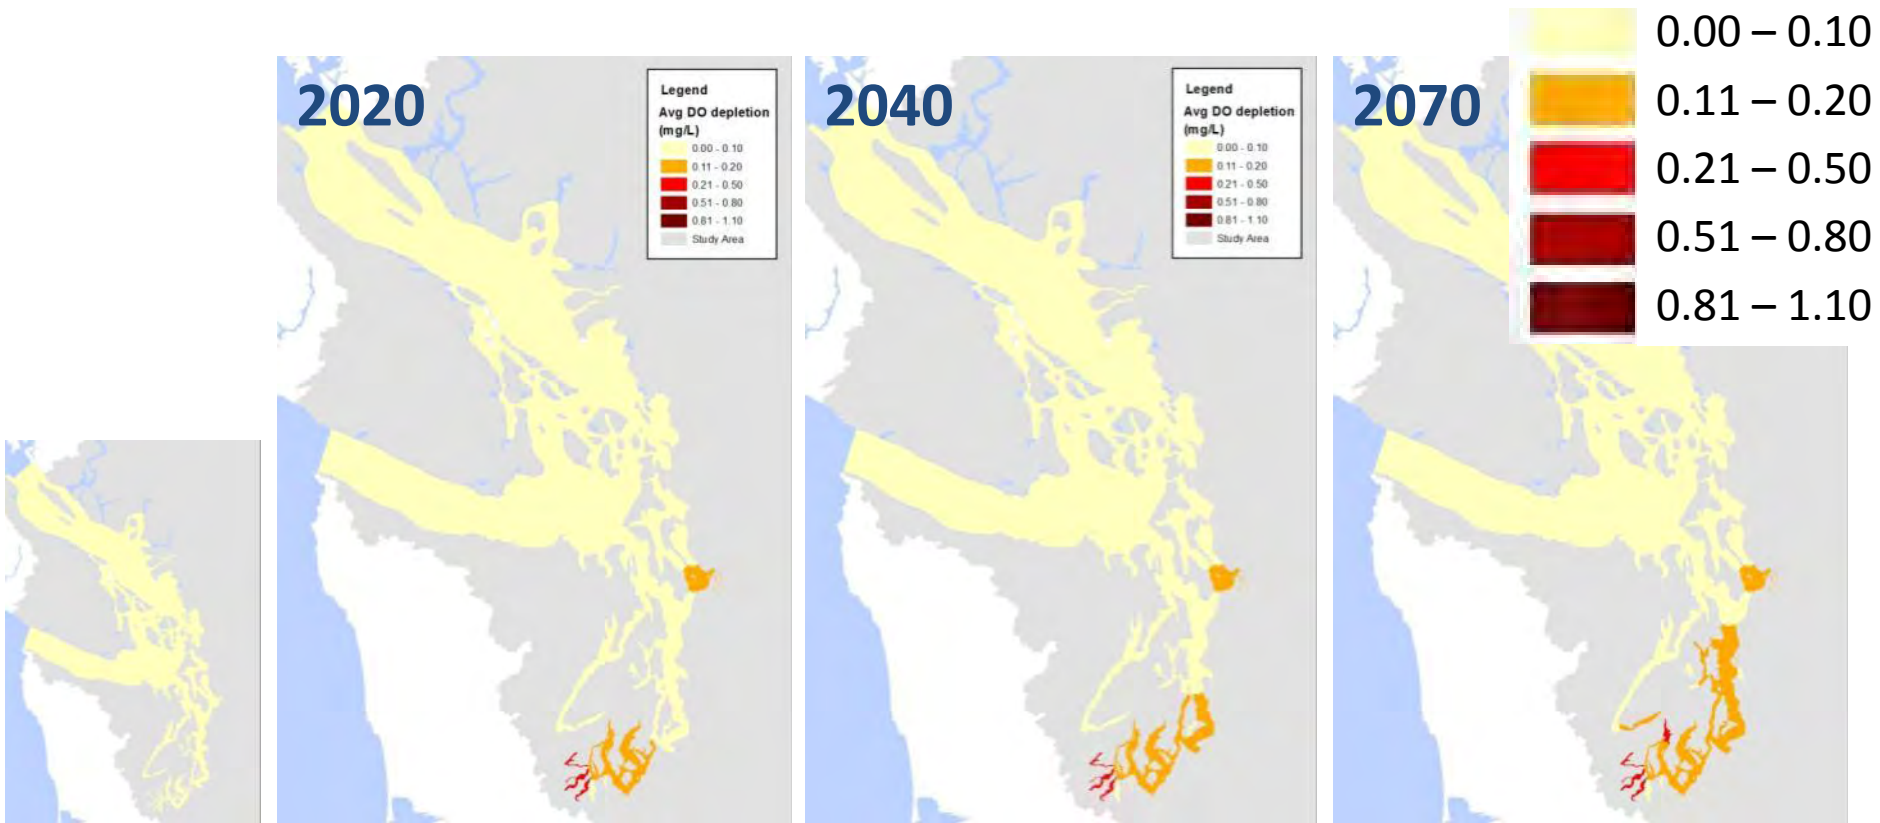 2020
Legend
Avg DO depletion
(mg/L)
0.00 - 0.10
0.11 - 0.20
0.21 - 0.50
0.51 - 0.80
0.81 - 1.10
Study Area
2040
Legend
Avg DO depletion
(mg/L)
0.00 - 0.10
0.11 - 0.20
0.21 - 0.50
0.51 - 0.80
0.81 - 1.10
Study Area
2070
0.00 – 0.10
0.11 – 0.20
0.21 – 0.50
0.51 – 0.80
0.81 – 1.10